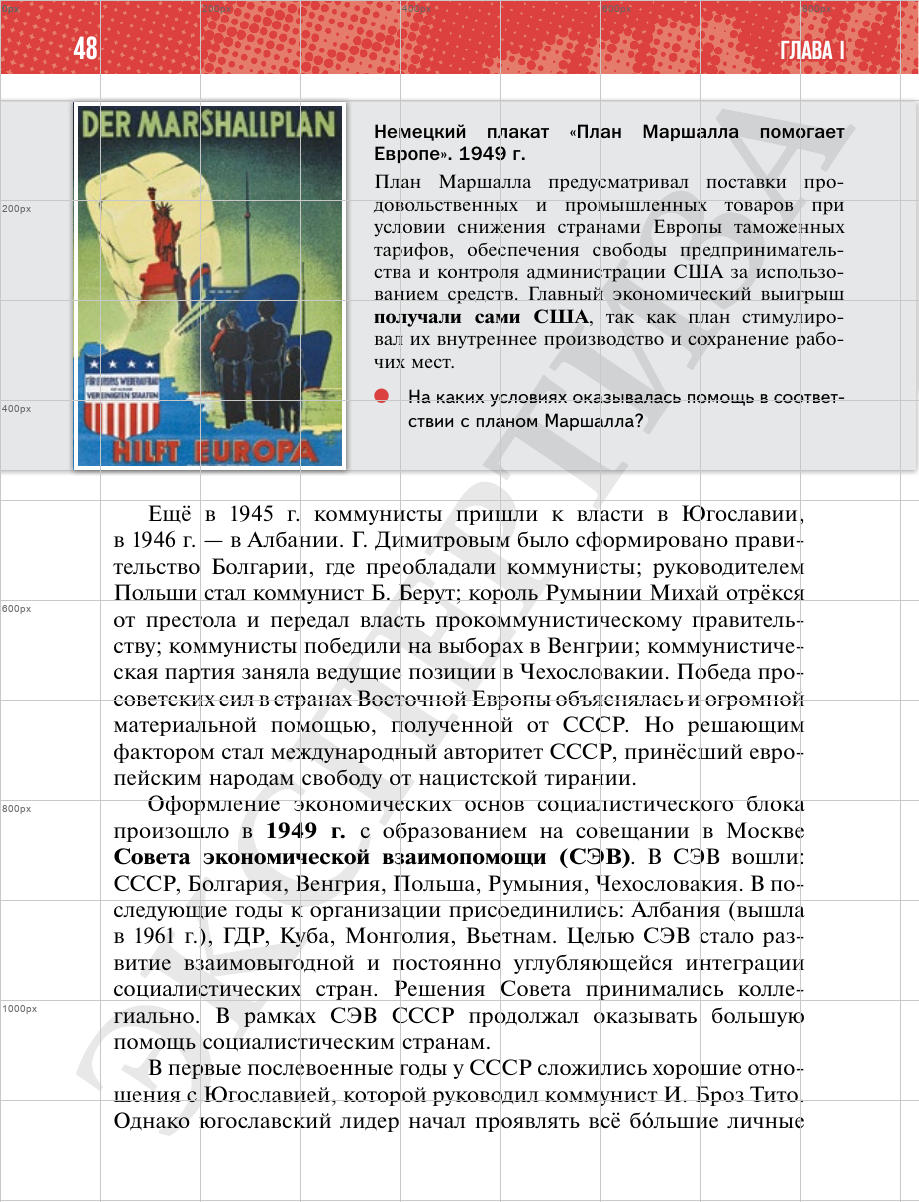 48
ГЛАВА I
DER MARSHALLPLAN
FÜR EUROPAS WIEDERAUFBAU
VEREINIGTEN STAATEN
HILFT EUROPA
Немецкий плакат «План Маршалла помогает
Европе». 1949 г.
План Маршалла предусматривал поставки про-
довольственных и промышленных товаров при
условии снижения странами Европы таможенных
тарифов, обеспечения свободы предприниматель-
ства и контроля администрации США за использо-
ванием средств. Главный экономический выигрыш
получали сами США, так как план стимулиро-
вал их внутреннее производство и сохранение рабо-
чих мест.
На каких условиях оказывалась помощь в соответ-
ствии с планом Маршалла?
Ещё в 1945 г. коммунисты пришли к власти в Югославии,
в 1946 г. — в Албании. Г. Димитровым было сформировано прави-
тельство Болгарии, где преобладали коммунисты; руководителем
Польши стал коммунист Б. Берут; король Румынии Михай отрёкся
от престола и передал власть прокоммунистическому правитель-
ству; коммунисты победили на выборах в Венгрии; коммунистиче-
ская партия заняла ведущие позиции в Чехословакии. Победа про-
советских сил в странах Восточной Европы объяснялась и огромной
материальной помощью, полученной от СССР. Но решающим
фактором стал международный авторитет СССР, принёсший евро-
пейским народам свободу от нацистской тирании.
Оформление экономических основ социалистического блока
произошло в 1949 г. с образованием на совещании в Москве
Совета экономической взаимопомощи (СЭВ). В СЭВ вошли:
СССР, Болгария, Венгрия, Польша, Румыния, Чехословакия. В по-
следующие годы к организации присоединились: Албания (вышла
в 1961 г.), ГДР, Куба, Монголия, Вьетнам. Целью СЭВ стало раз-
витие взаимовыгодной и постоянно углубляющейся интеграции
социалистических стран. Решения Совета принимались колле-
гиально. В рамках СЭВ СССР продолжал оказывать большую
помощь социалистическим странам.
В первые послевоенные годы у СССР сложились хорошие отно-
шения с Югославией, которой руководил коммунист И. Броз Тито.
Однако югославский лидер начал проявлять всё бо́льшие личные
ЭКСПЕРТИЗА
200px
400px
600px
800px
1000px